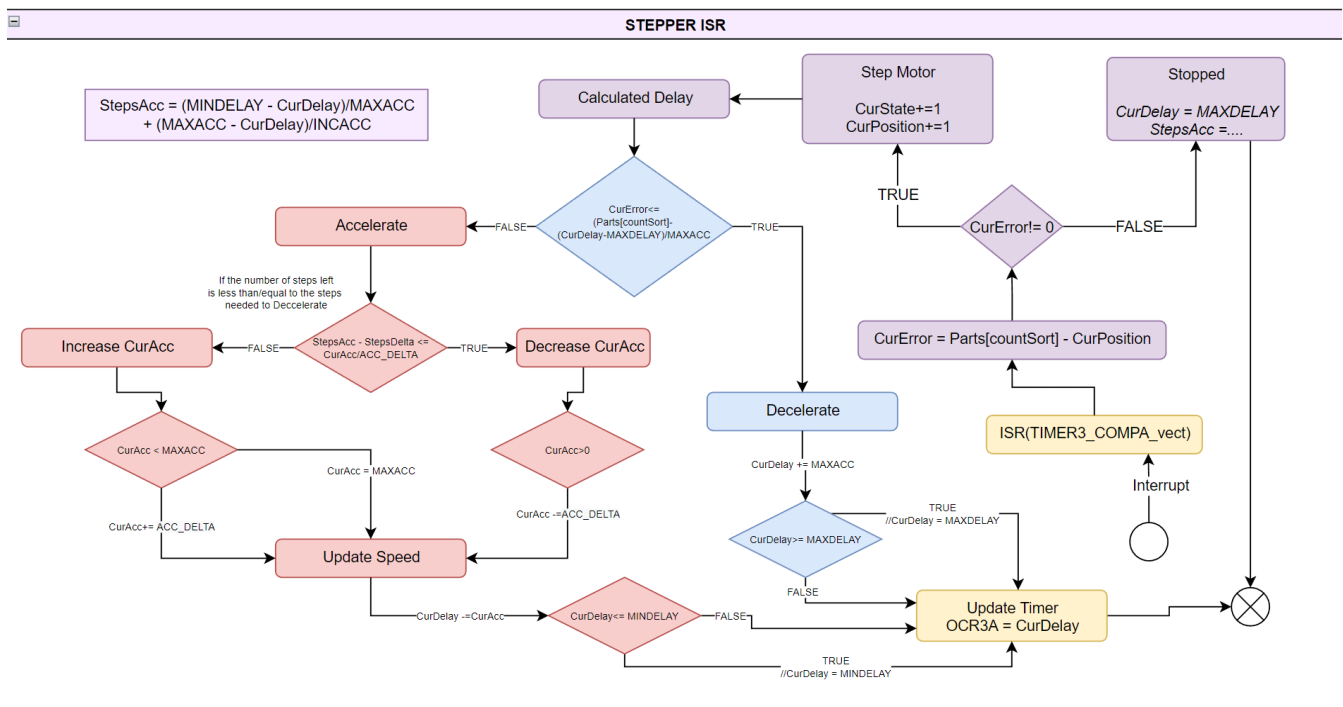 STEPPER ISR
StepsAcc = (MINDELAY - CurDelay)/MAXACC
+ (MAXACC - CurDelay)/INCACC
Calculated Delay
Step Motor
CurState+=1
CurPosition+=1
Stopped
CurDelay = MAXDELAY
StepsAcc =....
TRUE
CurError!= 0
FALSE
CurError<=
(Parts[countSort]-
(CurDelay-MAXDELAY)/MAXACC
FALSE
TRUE
Accelerate
If the number of steps left
is less than/equal to the steps
needed to Deccelerate
StepsAcc - StepsDelta <=
CurAcc/ACC_DELTA
FALSE
TRUE
Increase CurAcc
Decrease CurAcc
CurError = Parts[countSort] - CurPosition
Decelerate
ISR(TIMER3_COMPA_vect)
Interrupt
CurAcc < MAXACC
CurAcc = MAXACC
CurAcc>0
CurDelay += MAXACC
CurAcc+= ACC_DELTA
CurAcc -=ACC_DELTA
TRUE
//CurDelay = MAXDELAY
CurDelay>= MAXDELAY
FALSE
Update Speed
CurDelay -=CurAcc
CurDelay<= MINDELAY
FALSE
Update Timer
OCR3A = CurDelay
TRUE
//CurDelay = MINDELAY